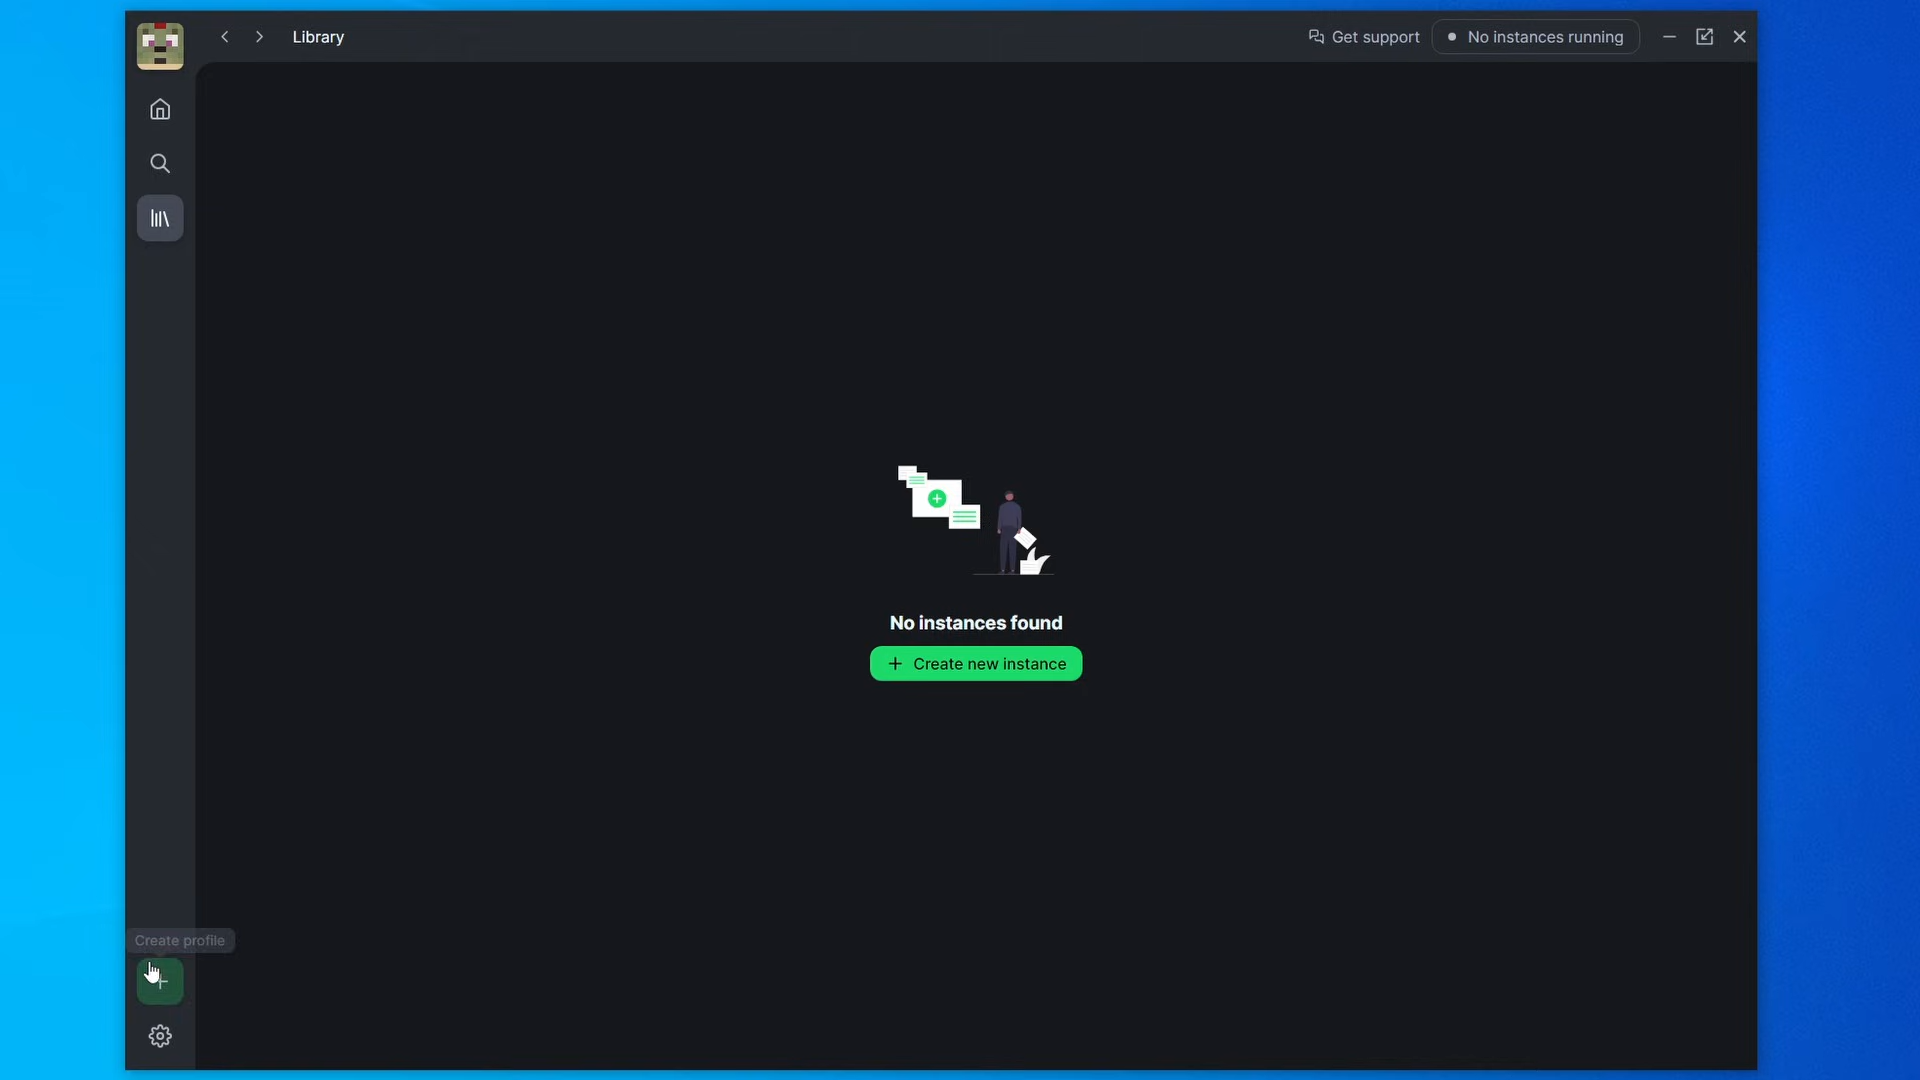 Library
Get support
No instances running
No instances found
Create new instance
Create profile